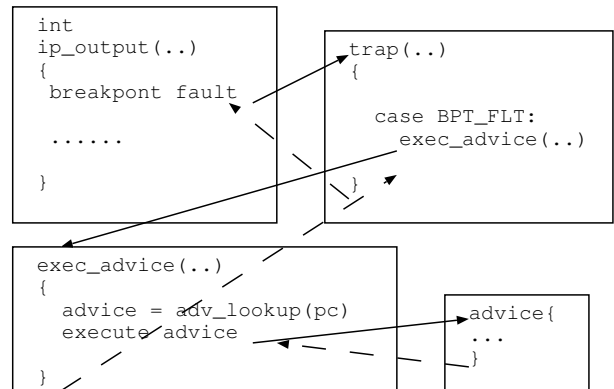 int
ip_output(..)
{
breakpont fault
......
}
trap(..)
{
case BPT_FLT:
exec_advice(..)
}
exec_advice(..)
{
advice = adv_lookup(pc)
execute advice
}
advice{
...
}